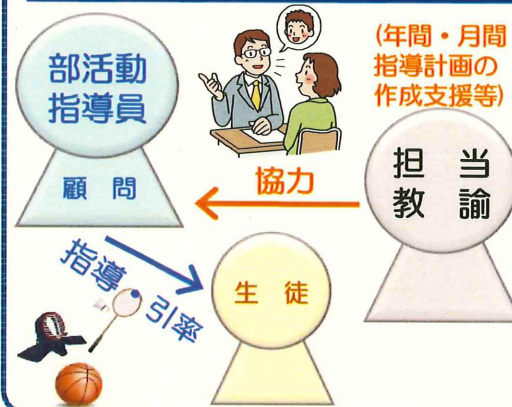 部活動
指導員
顧問
(年間・月間
指導計画の
作成支援等)
担当
教諭
協力
指導
引率
生徒